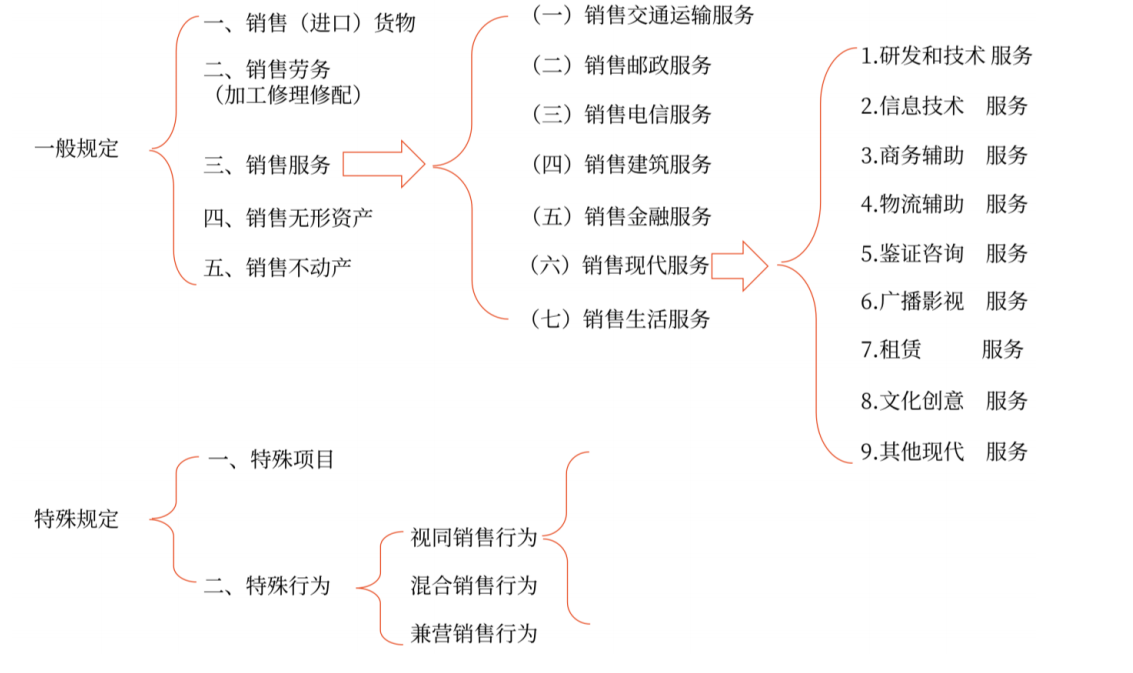 一般规定
一、销售（进口）货物
二、销售劳务
（加工修理修配）
三、销售服务
四、销售无形资产
五、销售不动产
（一）销售交通运输服务
（二）销售邮政服务
（三）销售电信服务
（四）销售建筑服务
（五）销售金融服务
（六）销售现代服务
（七）销售生活服务
1.研发和技术 服务
2.信息技术 服务
3.商务辅助 服务
4.物流辅助 服务
5.鉴证咨询 服务
6.广播影视 服务
7.租赁 服务
8.文化创意 服务
9.其他现代 服务
特殊规定
一、特殊项目
二、特殊行为
视同销售行为
混合销售行为
兼营销售行为